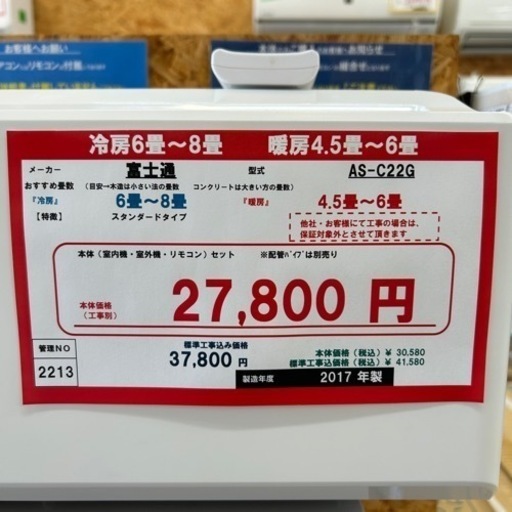 お客様へお願い
冷房6畳～8畳 暖房4.5畳～6畳
メーカー 富士通 型式 AS-C22G
おすすめ畳数 (目安→木造は小さい法の畳数 コンクリートは大きい方の畳数)
『冷房』 6畳～8畳 『暖房』 4.5畳～6畳
【特徴】 スタンダードタイプ
他社・お客様にて工事の場合は、
保証対象外とさせて頂きます
本体（室内機・室外機・リモコン）セット ※配管ﾊﾟｲﾌﾟは別売り
本体価格
(工事別)
27,800 円
管理NO
2213
標準工事込み価格
37,800 円
本体価格（税込）¥ 30,580
標準工事込み価格（税込）¥ 41,580
製造年度 2017 年製